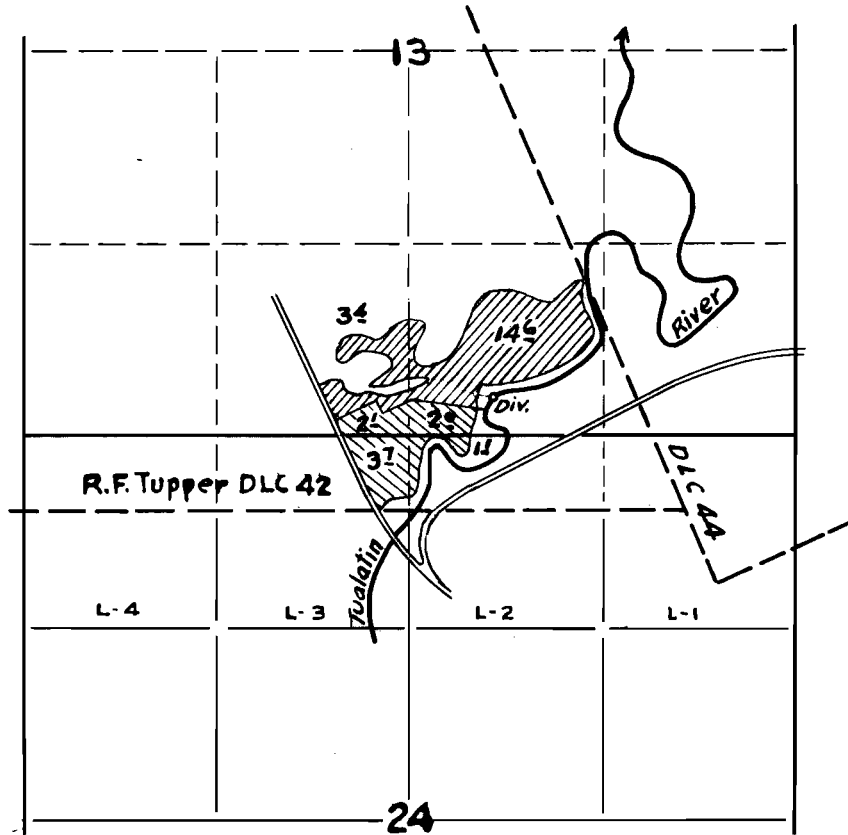 13
3 4
14 6
River
Div.
2 1
2 8
1 1
3 7
R.F. Tupper DLC 42
DLC 44
Tualatin
L-4
L-3
L-2
L-1
24